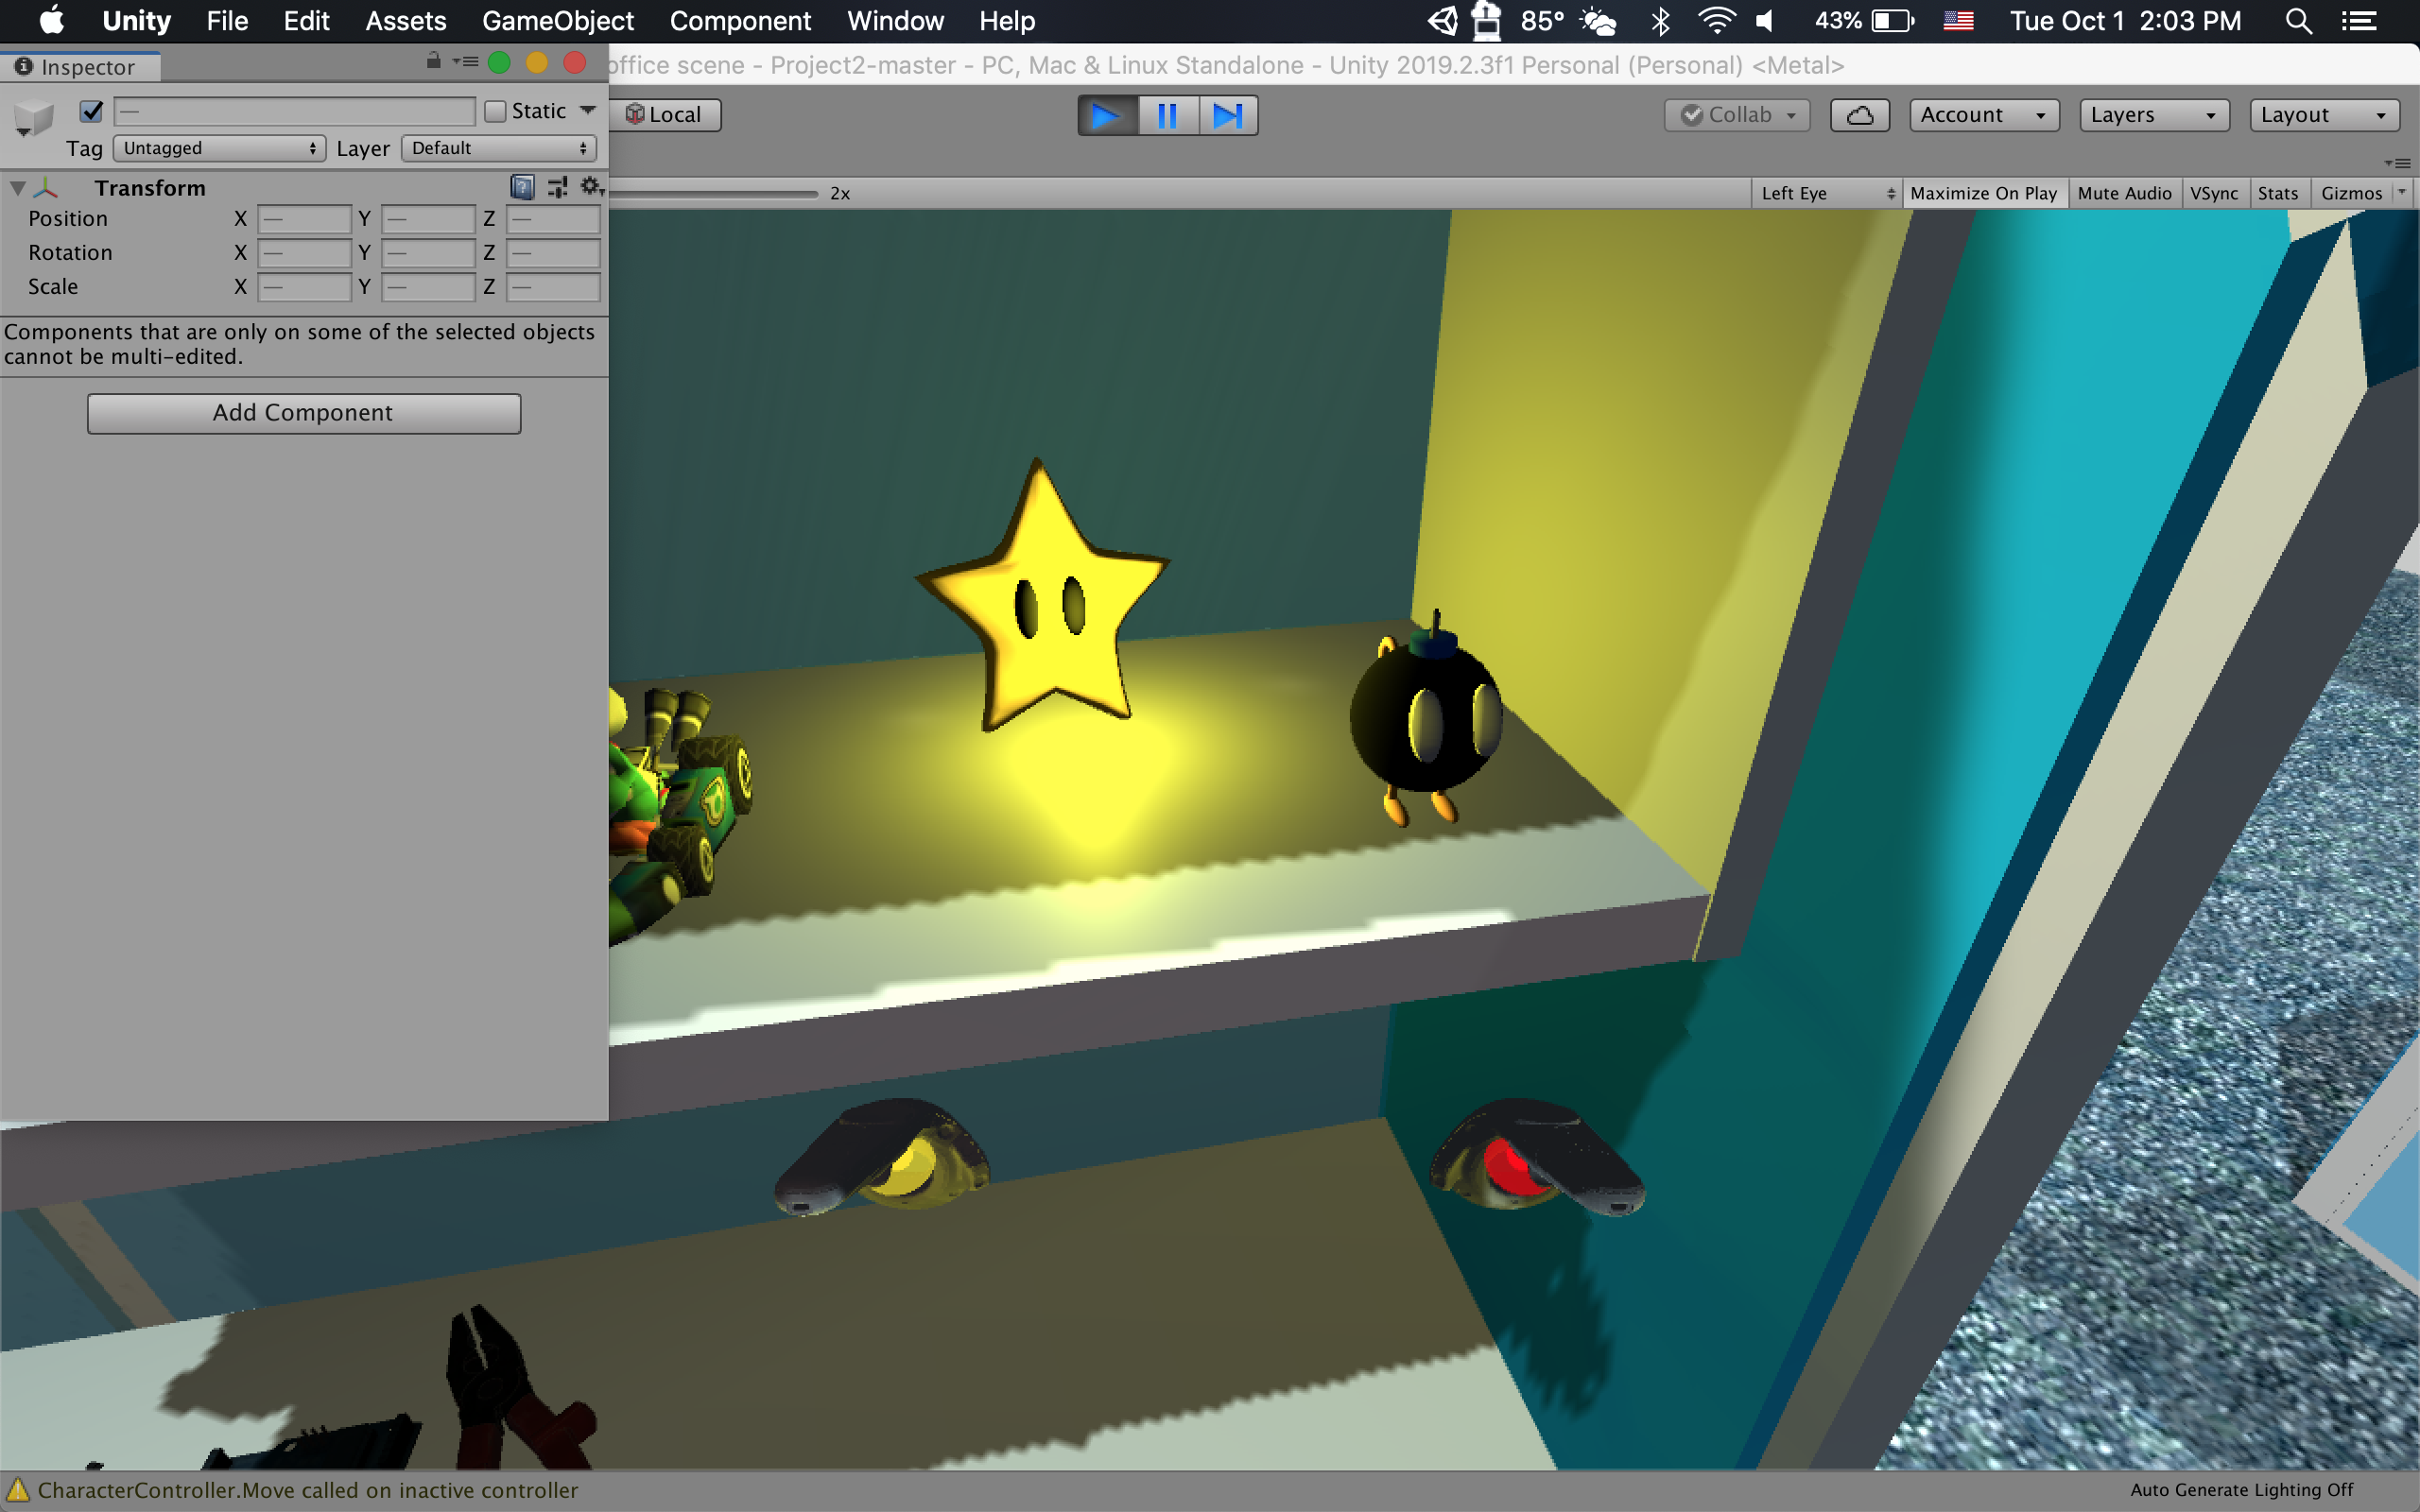 Unity File Edit Assets GameObject Component Window Help 85° 43% Tue Oct 1 2:03 PM
Inspector
office scene - Project2-master - PC, Mac & Linux Standalone - Unity 2019.2.3f1 Personal (Personal) <Metal>
Static
Local
Collab Account Layers Layout
Tag Untagged Layer Default
Transform
2x Left Eye Maximize On Play Mute Audio VSync Stats Gizmos
Position X — Y — Z —
Rotation X — Y — Z —
Scale X — Y — Z —
Components that are only on some of the selected objects
cannot be multi-edited.
Add Component
CharacterController.Move called on inactive controller
Auto Generate Lighting Off